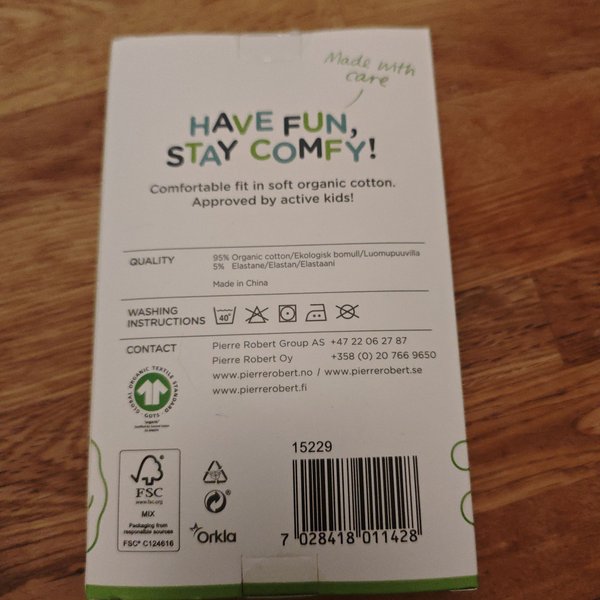 Made with
care
HAVE FUN,
STAY COMFY!
Comfortable fit in soft organic cotton.
Approved by active kids!
QUALITY
95% Organic cotton/Ekologisk bomull/Luomupuuvilla
5% Elastane/Elastan/Elastaani
Made in China
WASHING
INSTRUCTIONS
40°
CONTACT
Pierre Robert Group AS +47 22 06 27 87
Pierre Robert Oy +358 (0) 20 766 9650
www.pierrerobert.no / www.pierrerobert.se
www.pierrerobert.fi
GLOBAL ORGANIC TEXTILE STANDARD
· GOTS ·
"organic"
15229
FSC
www.fsc.org
MIX
Packaging from
responsible sources
FSC® C124616
Orkla
7 028418 011428